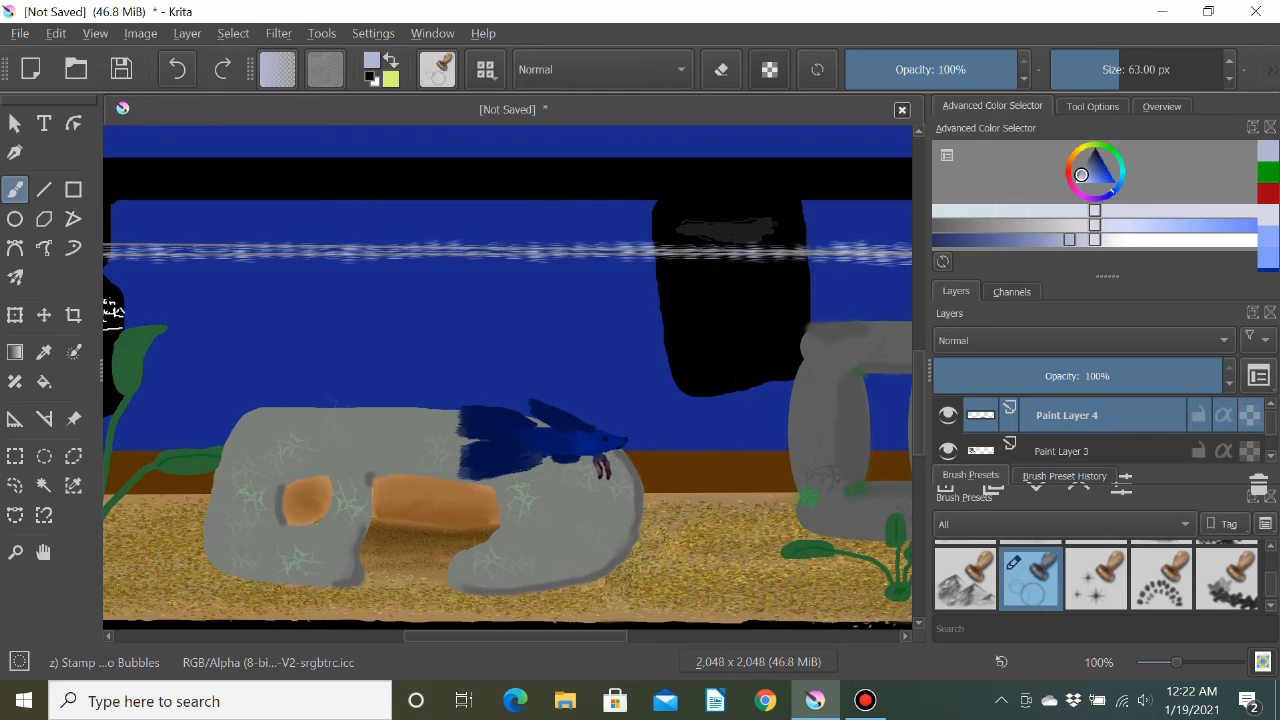 [Not Saved] (46.8 MiB) * - Krita
File Edit View Image Layer Select Filter Tools Settings Window Help
Normal
Opacity: 100%
Size: 63.00 px
[Not Saved] *
Advanced Color Selector Tool Options Overview
Advanced Color Selector
Layers Channels
Layers
Normal
Opacity: 100%
Paint Layer 4
Paint Layer 3
Brush Presets Brush Preset History
Brush Presets
All
Tag
Search
z) Stamp ...o Bubbles RGB/Alpha (8-bi...-V2-srgbtrc.icc
2,048 x 2,048 (46.8 MiB)
100%
Type here to search
12:22 AM
1/19/2021
2